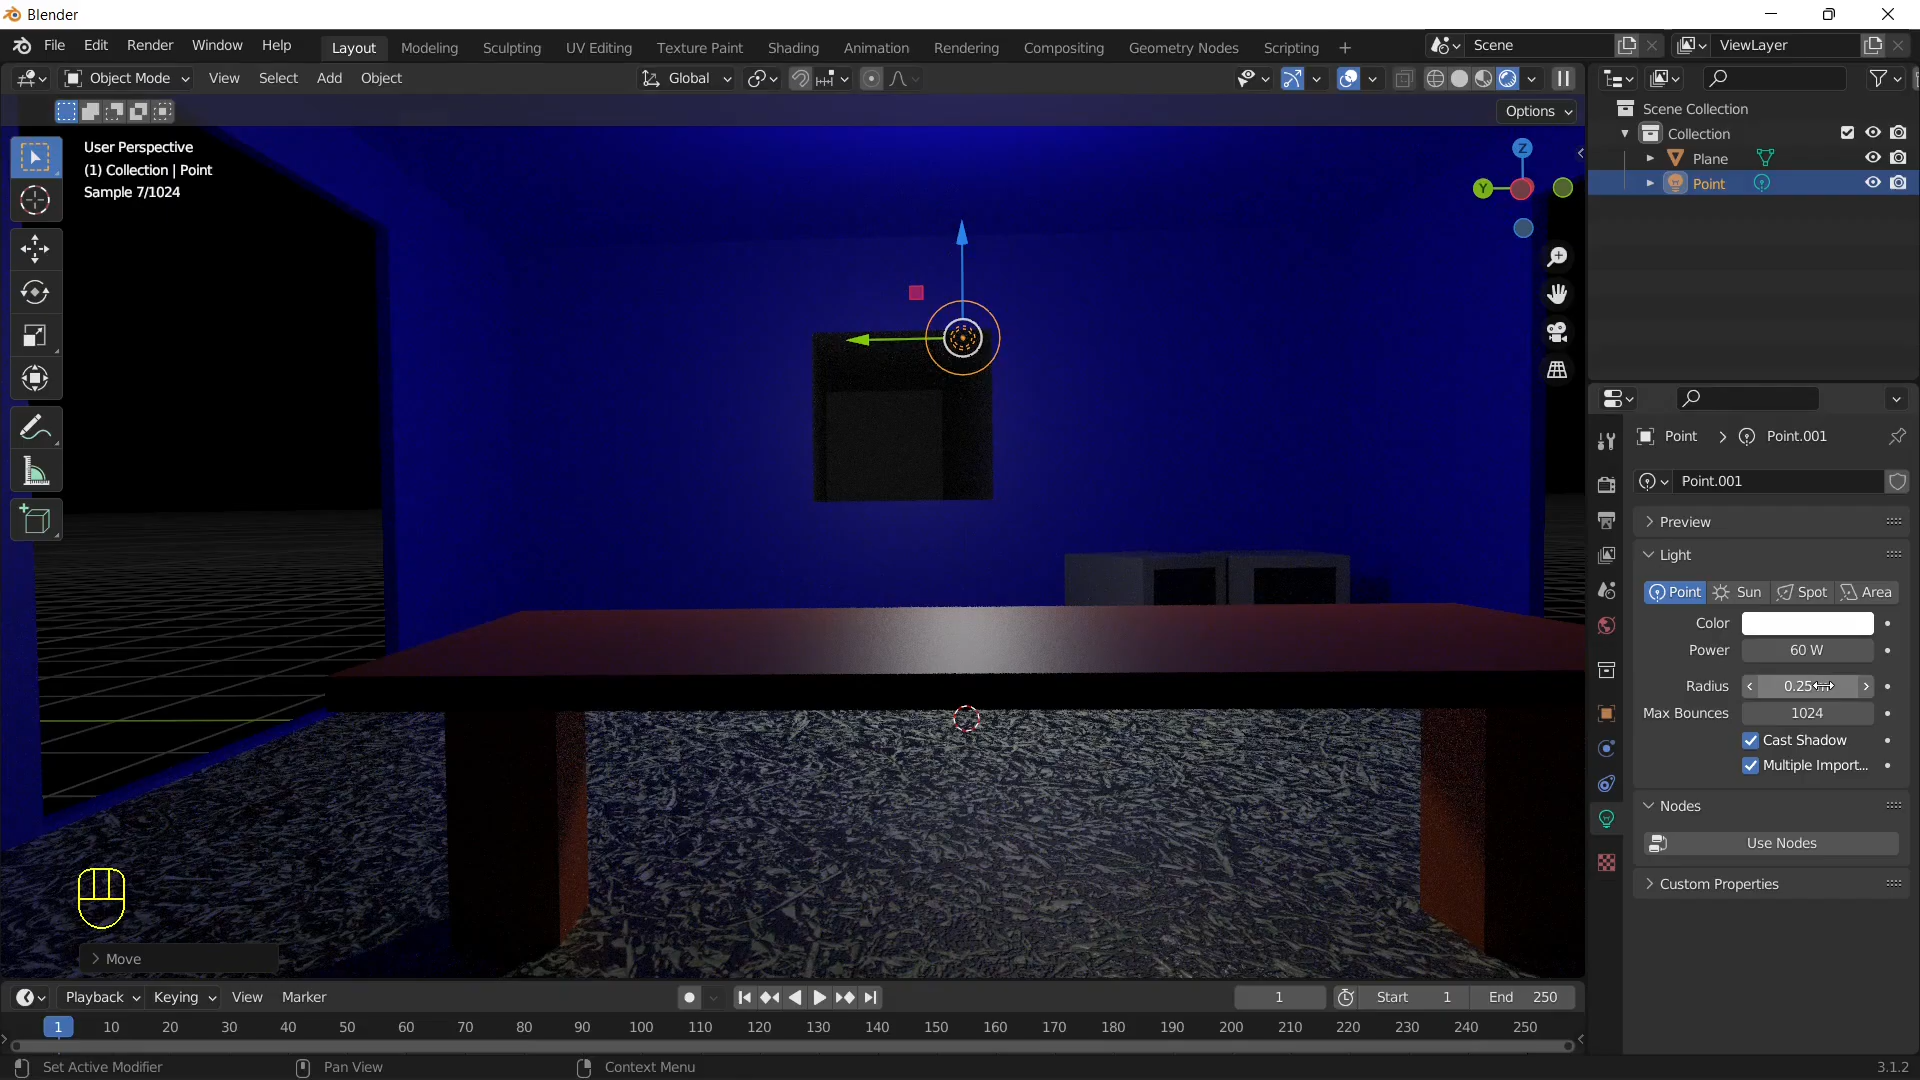 Blender
File Edit Render Window Help Layout Modeling Sculpting UV Editing Texture Paint Shading Animation Rendering Compositing Geometry Nodes Scripting + Scene ViewLayer
Object Mode View Select Add Object Global
Options
User Perspective
(1) Collection | Point
Sample 7/1024
Z
Y
Scene Collection
Collection
Plane
Point
Point > Point.001
Point.001
Preview
Light
Point Sun Spot Area
Color
Power 60 W
Radius 0.25
Max Bounces 1024
Cast Shadow
Multiple Import...
Nodes
Use Nodes
Custom Properties
> Move
Playback Keying View Marker 1 Start 1 End 250
1 10 20 30 40 50 60 70 80 90 100 110 120 130 140 150 160 170 180 190 200 210 220 230 240 250
Set Active Modifier Pan View Context Menu 3.1.2